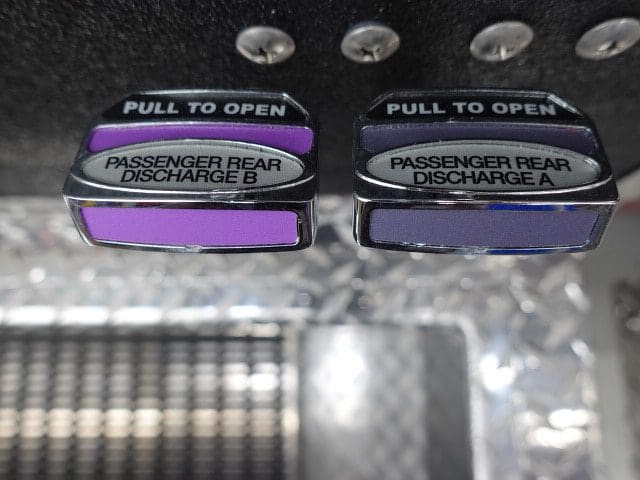 PULL TO OPEN
PASSENGER REAR
DISCHARGE B
PULL TO OPEN
PASSENGER REAR
DISCHARGE A